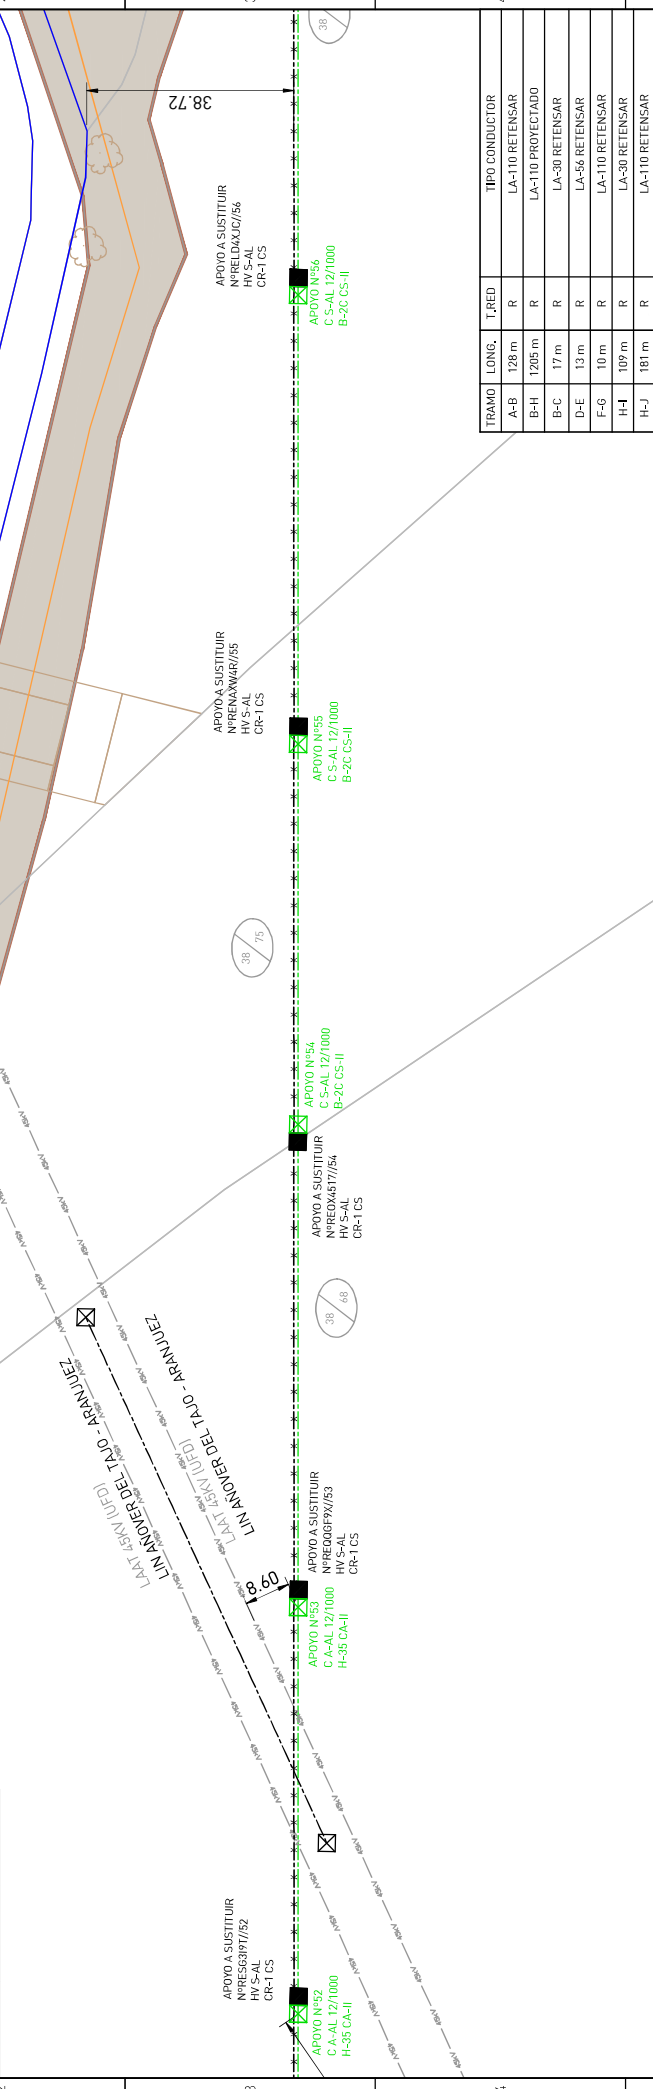 38.72
38
APOYO A SUSTITUIR
NºRELD4XJC//56
HV S-AL
CR-1 CS
APOYO Nº56
C S-AL 12/1000
B-2C CS-II
TRAMO LONG. T.RED TIPO CONDUCTOR
A-B 128 m R LA-110 RETENSAR
B-H 1205 m R LA-110 PROYECTADO
B-C 17 m R LA-30 RETENSAR
D-E 13 m R LA-56 RETENSAR
F-G 10 m R LA-110 RETENSAR
H-I 109 m R LA-30 RETENSAR
H-J 181 m R LA-110 RETENSAR
APOYO A SUSTITUIR
NºRENAXW4R//55
HV S-AL
CR-1 CS
APOYO Nº55
C S-AL 12/1000
B-2C CS-II
38 75
APOYO Nº54
C S-AL 12/1000
B-2C CS-II
APOYO A SUSTITUIR
NºREOX4517//54
HV S-AL
CR-1 CS
38 68
LAAT 45KV (UFD)
LIN AÑOVER DEL TAJO - ARANJUEZ
LAAT 45KV (UFD)
LIN AÑOVER DEL TAJO - ARANJUEZ
45kV
8.60
APOYO A SUSTITUIR
NºREQQGF9X//53
HV S-AL
CR-1 CS
APOYO Nº53
C A-AL 12/1000
H-35 CA-II
APOYO A SUSTITUIR
NºRESG3I9T//52
HV S-AL
CR-1 CS
APOYO Nº52
C A-AL 12/1000
H-35 CA-II